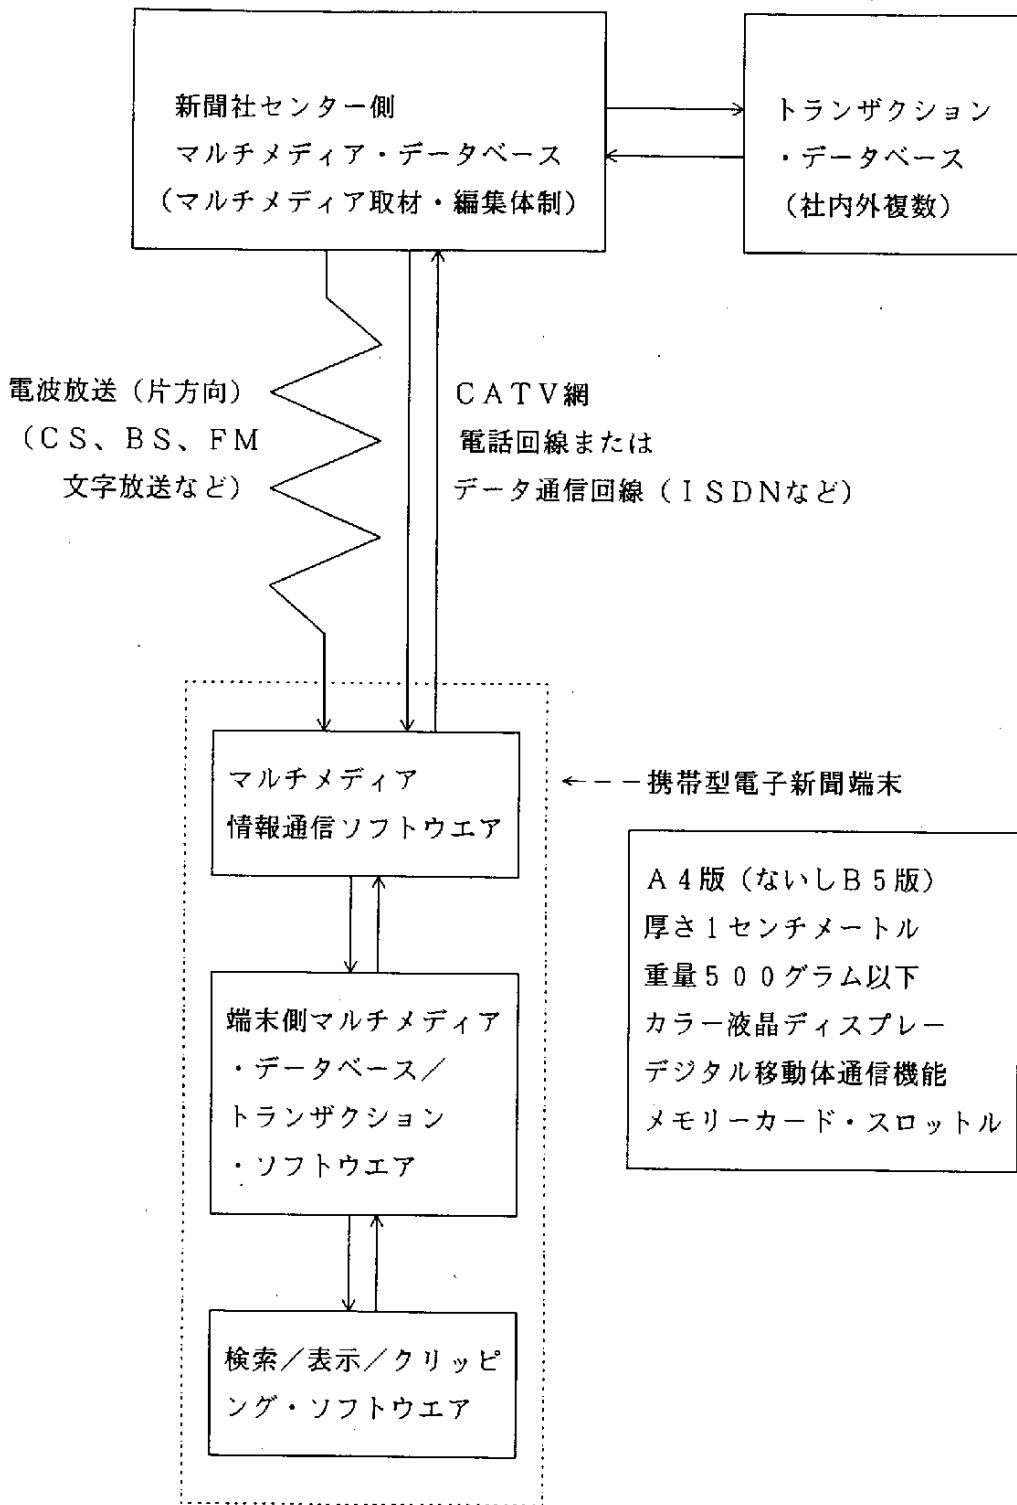 新聞社センター側
マルチメディア・データベース
（マルチメディア取材・編集体制）
トランザクション
・データベース
（社内外複数）
電波放送（片方向）
（ＣＳ、ＢＳ、ＦＭ
文字放送など）
ＣＡＴＶ網
電話回線または
データ通信回線（ＩＳＤＮなど）
マルチメディア
情報通信ソフトウエア
←－－携帯型電子新聞端末
Ａ４版（ないしＢ５版）
厚さ１センチメートル
重量５００グラム以下
カラー液晶ディスプレー
デジタル移動体通信機能
メモリーカード・スロットル
端末側マルチメディア
・データベース／
トランザクション
・ソフトウエア
検索／表示／クリッピ
ング・ソフトウエア